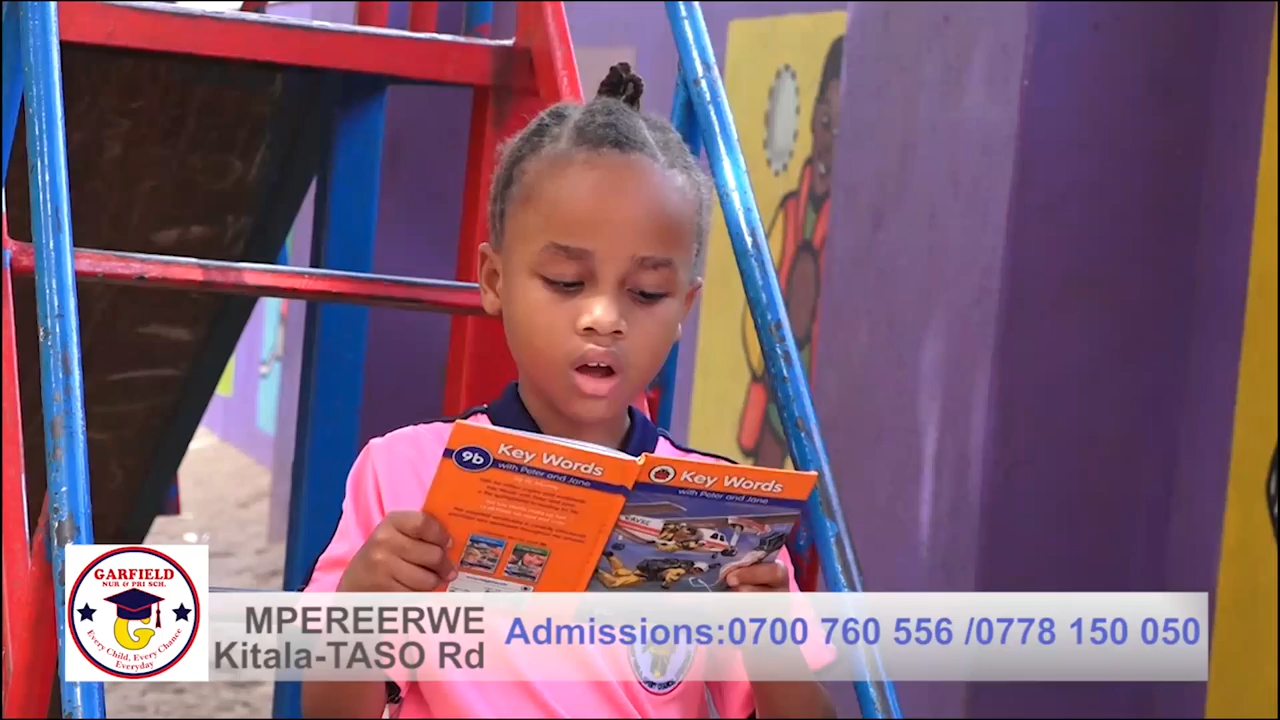 9b
Key Words
with Peter and Jane
Key Words
with Peter and Jane
GARFIELD
NUR & PRI SCH.
Every Child, Every Chance
Everyday
MPEREERWE
Kitala-TASO Rd
Admissions:0700 760 556 /0778 150 050